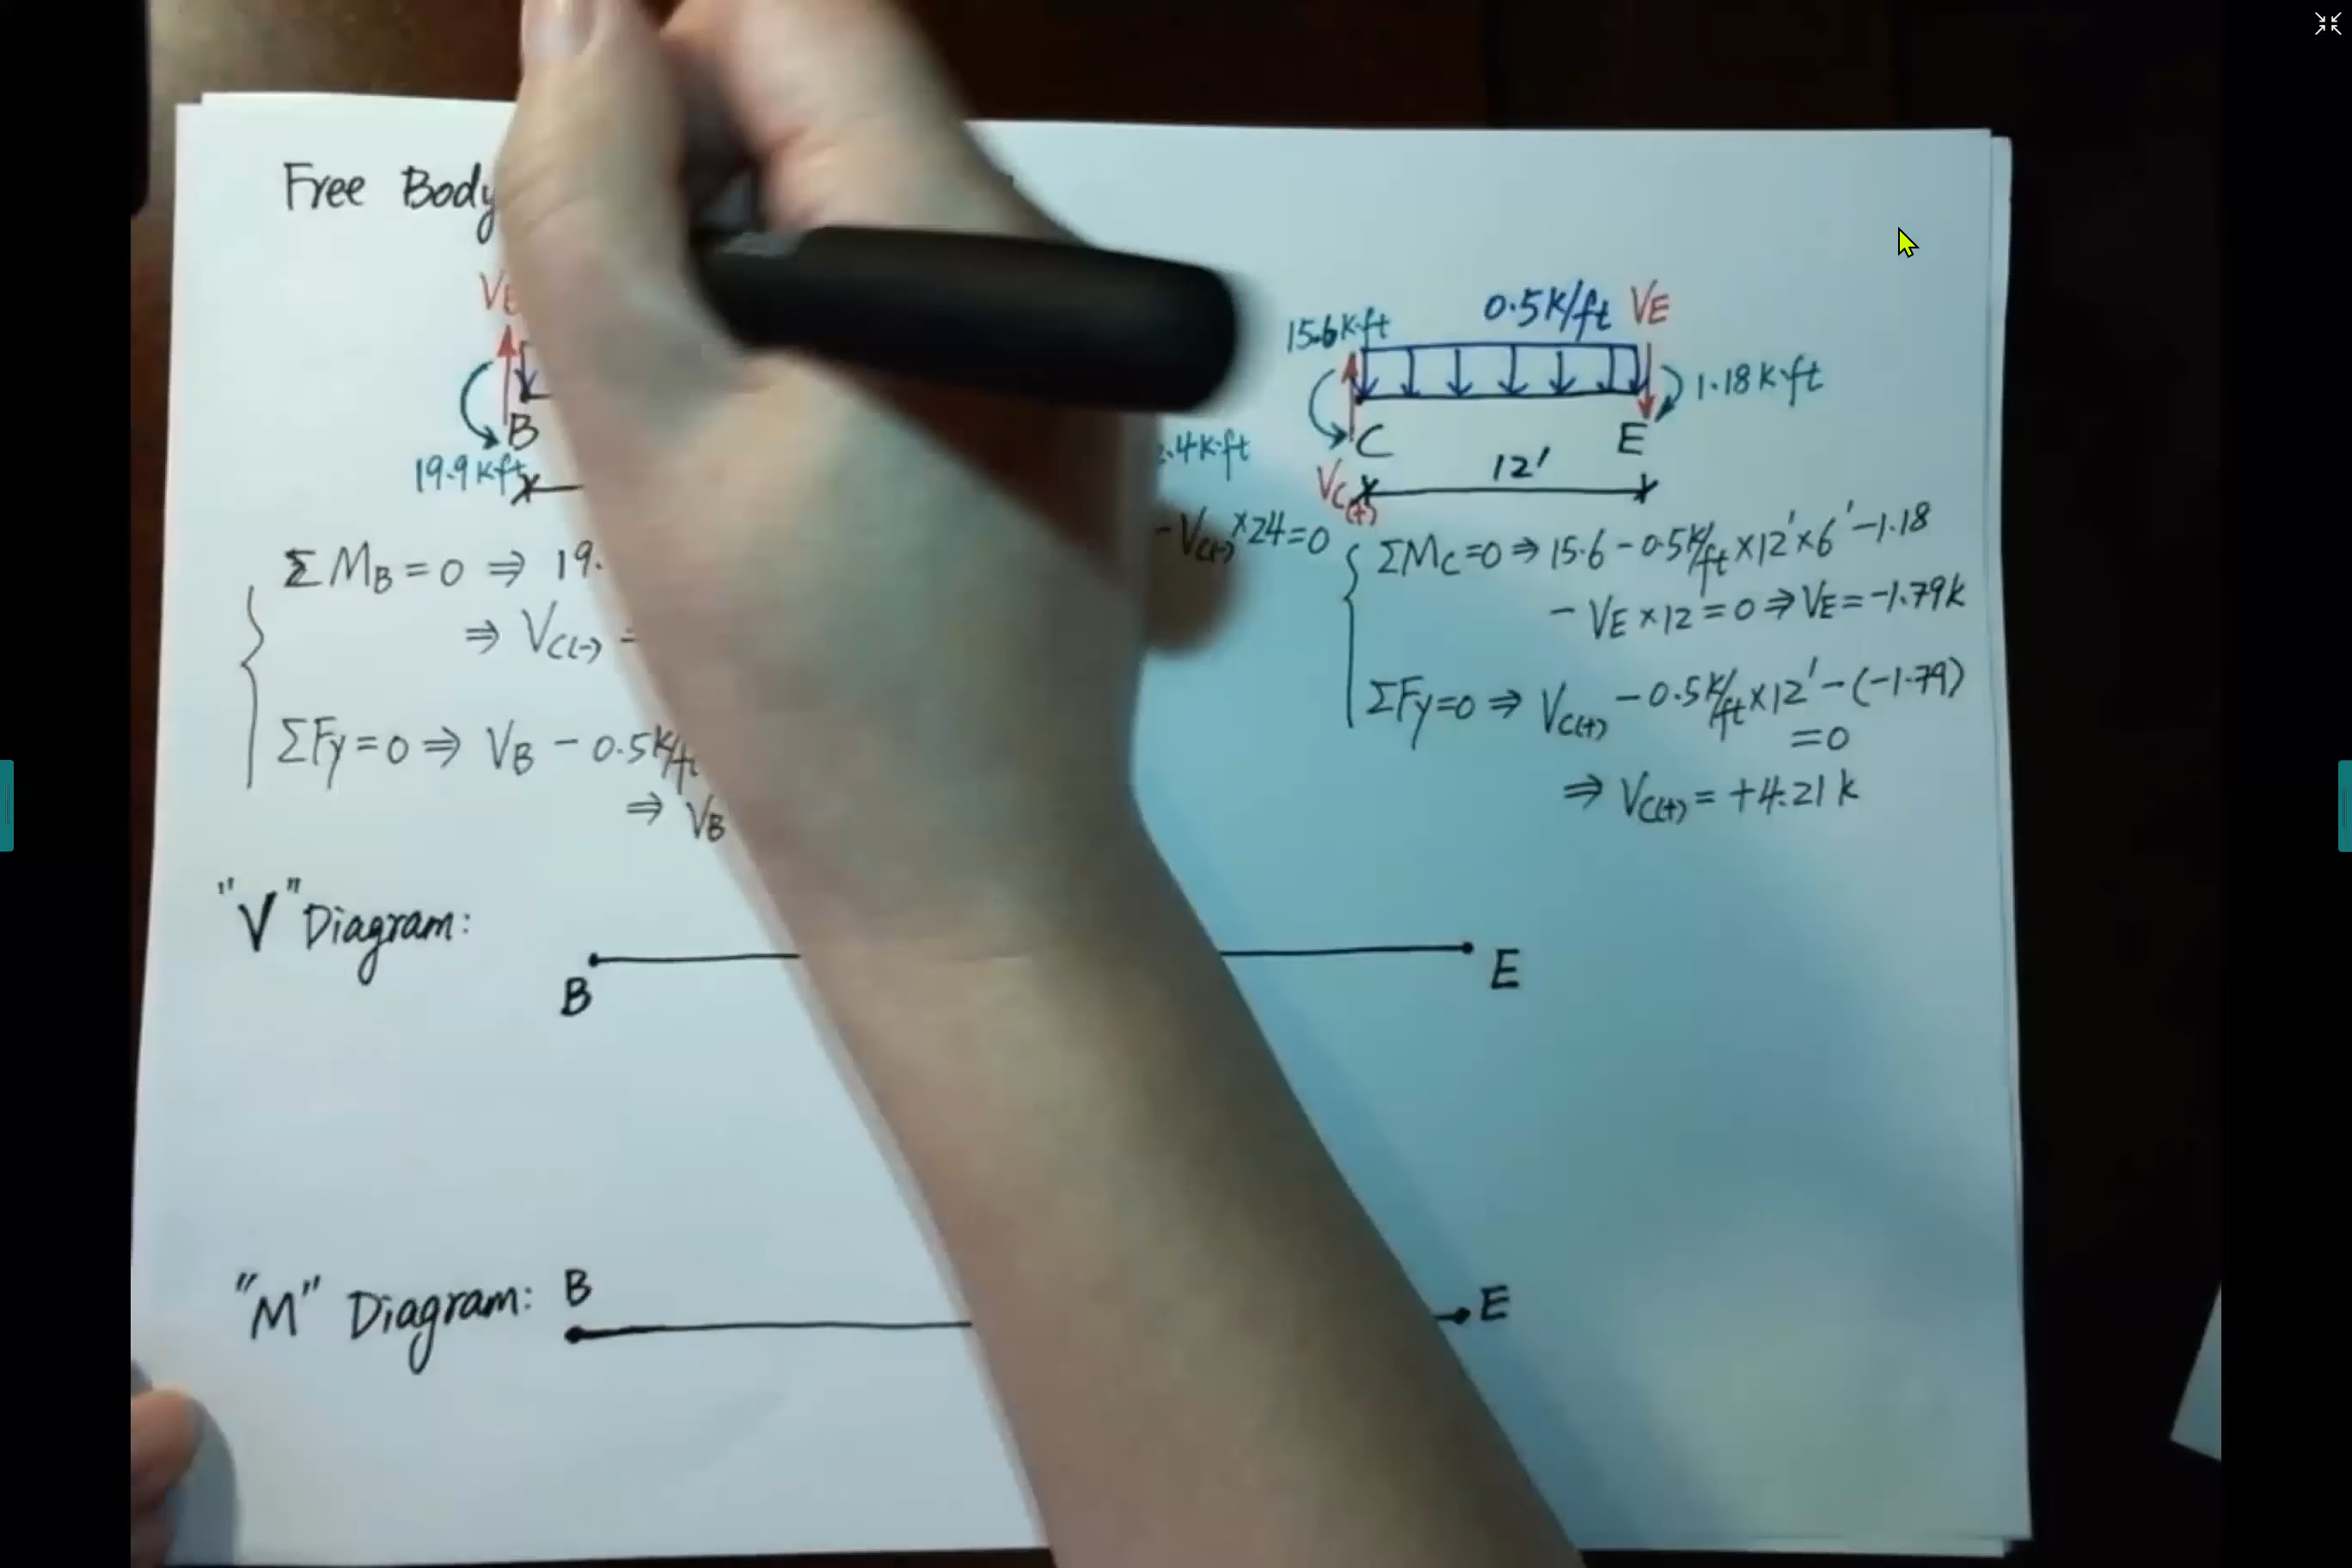 Free Body
0.5K/ft VE
15.6K·ft
1.18 K·ft
B
C
E
19.9 K·ft
.4K·ft
12'
VC(+)
ΣMB = 0 ⇒ 19.
- VC(-) ×24=0
ΣMC=0 ⇒ 15.6 - 0.5K/ft ×12'×6' -1.18
⇒ VC(-)
- VE ×12' = 0 ⇒ VE = -1.79K
ΣFy = 0 ⇒ VB - 0.5K/ft
⇒ VB
ΣFy=0 ⇒ VC(+) - 0.5K/ft ×12' - (-1.79)
=0
⇒ VC(+) = +4.21 K
"V" Diagram:
B
E
"M" Diagram:
B
E